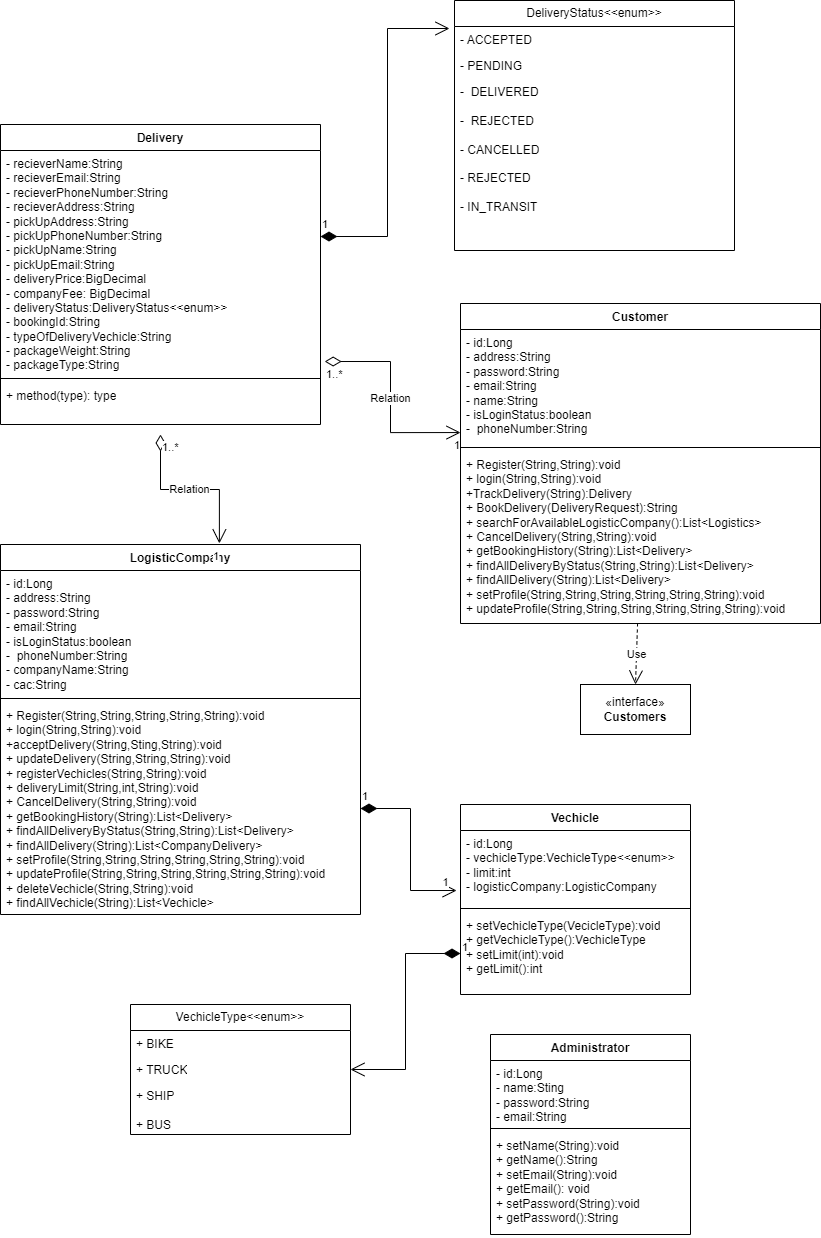 DeliveryStatus<<enum>>
- ACCEPTED
- PENDING
- DELIVERED
- REJECTED
- CANCELLED
- REJECTED
- IN_TRANSIT
Delivery
- recieverName:String
- recieverEmail:String
- recieverPhoneNumber:String
- recieverAddress:String
- pickUpAddress:String
- pickUpPhoneNumber:String
- pickUpName:String
- pickUpEmail:String
- deliveryPrice:BigDecimal
- companyFee: BigDecimal
- deliveryStatus:DeliveryStatus<<enum>>
- bookingId:String
- typeOfDeliveryVechicle:String
- packageWeight:String
- packageType:String
+ method(type): type
1
1..*
Relation
1
1..*
Relation
1
Customer
- id:Long
- address:String
- password:String
- email:String
- name:String
- isLoginStatus:boolean
- phoneNumber:String
+ Register(String,String):void
+ login(String,String):void
+TrackDelivery(String):Delivery
+ BookDelivery(DeliveryRequest):String
+ searchForAvailableLogisticCompany():List<Logistics>
+ CancelDelivery(String,String):void
+ getBookingHistory(String):List<Delivery>
+ findAllDeliveryByStatus(String,String):List<Delivery>
+ findAllDelivery(String):List<Delivery>
+ setProfile(String,String,String,String,String,String):void
+ updateProfile(String,String,String,String,String,String):void
Use
«interface»
Customers
LogisticCompany
- id:Long
- address:String
- password:String
- email:String
- isLoginStatus:boolean
- phoneNumber:String
- companyName:String
- cac:String
+ Register(String,String,String,String,String):void
+ login(String,String):void
+acceptDelivery(String,Sting,String):void
+ updateDelivery(String,String,String):void
+ registerVechicles(String,String):void
+ deliveryLimit(String,int,String):void
+ CancelDelivery(String,String):void
+ getBookingHistory(String):List<Delivery>
+ findAllDeliveryByStatus(String,String):List<Delivery>
+ findAllDelivery(String):List<CompanyDelivery>
+ setProfile(String,String,String,String,String,String):void
+ updateProfile(String,String,String,String,String,String):void
+ deleteVechicle(String,String):void
+ findAllVechicle(String):List<Vechicle>
1
1
Vechicle
- id:Long
- vechicleType:VechicleType<<enum>>
- limit:int
- logisticCompany:LogisticCompany
+ setVechicleType(VecicleType):void
+ getVechicleType():VechicleType
+ setLimit(int):void
+ getLimit():int
1
VechicleType<<enum>>
+ BIKE
+ TRUCK
+ SHIP
+ BUS
Administrator
- id:Long
- name:Sting
- password:String
- email:String
+ setName(String):void
+ getName():String
+ setEmail(String):void
+ getEmail(): void
+ setPassword(String):void
+ getPassword():String